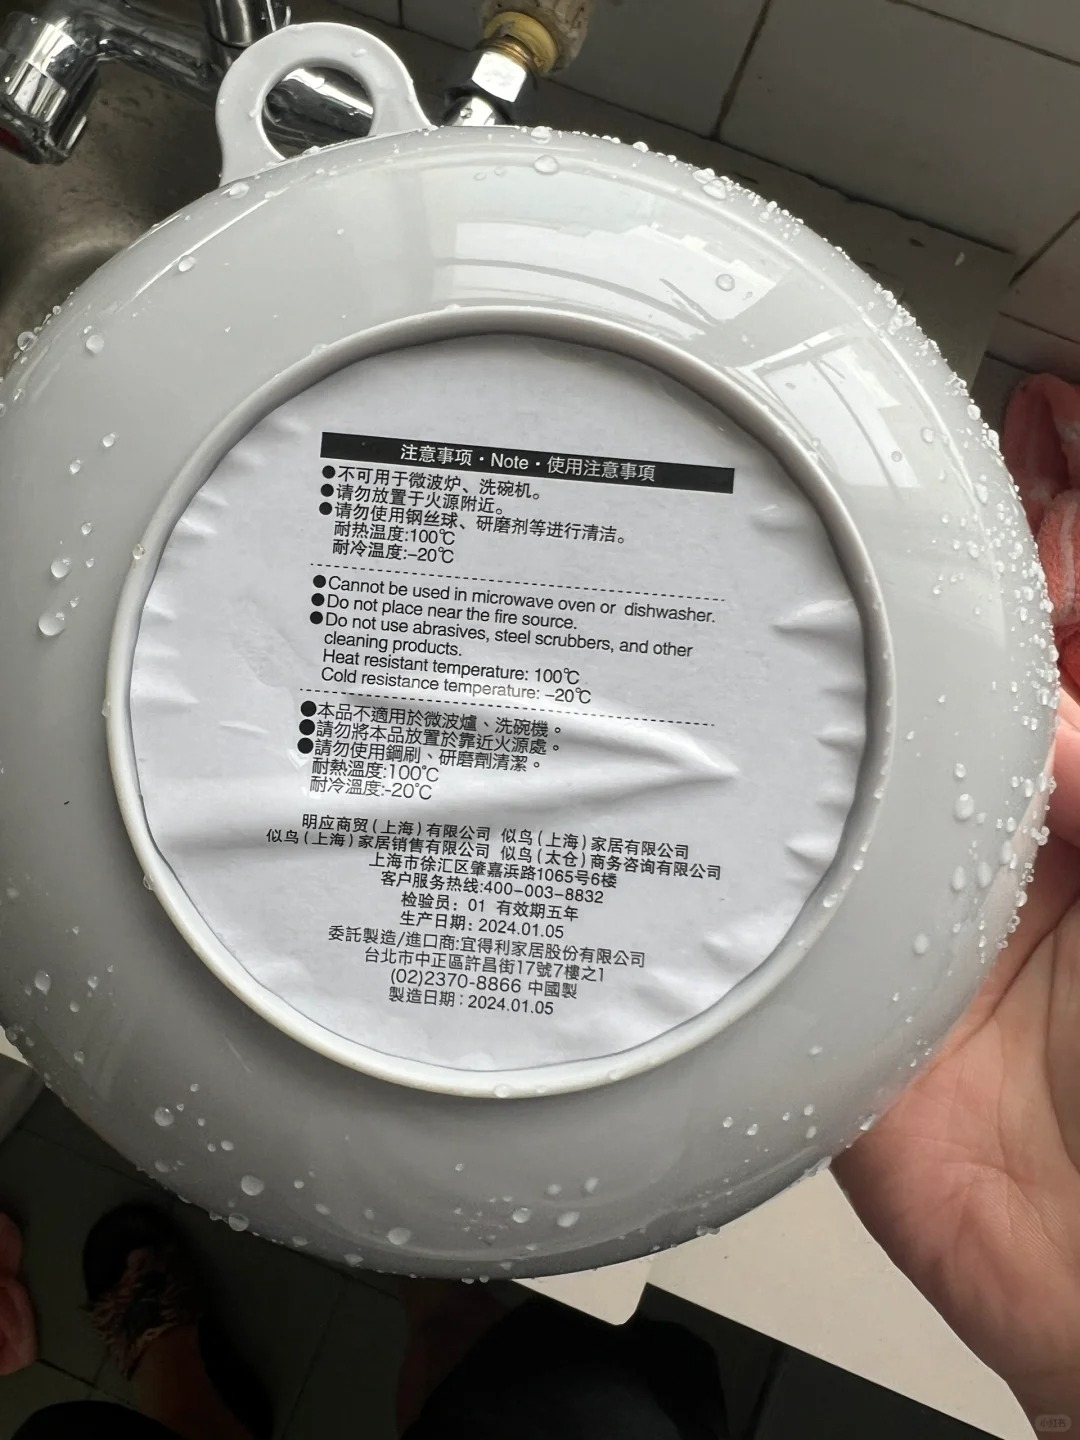 注意事项・Note・使用注意事項
●不可用于微波炉、洗碗机。
●请勿放置于火源附近。
●请勿使用钢丝球、研磨剂等进行清洁。
耐热温度:100℃
耐冷温度:−20℃
●Cannot be used in microwave oven or dishwasher.
●Do not place near the fire source.
●Do not use abrasives, steel scrubbers, and other
cleaning products.
Heat resistant temperature: 100℃
Cold resistance temperature: −20℃
●本品不適用於微波爐、洗碗機。
●請勿將本品放置於靠近火源處。
●請勿使用鋼刷、研磨劑清潔。
耐熱溫度:100℃
耐冷溫度:-20℃
明应商贸(上海)有限公司 似鸟(上海)家居有限公司
似鸟(上海)家居销售有限公司 似鸟(太仓)商务咨询有限公司
上海市徐汇区肇嘉浜路1065号6楼
客户服务热线:400-003-8832
检验员：01 有效期五年
生产日期：2024.01.05
委託製造/進口商:宜得利家居股份有限公司
台北市中正區許昌街17號7樓之1
(02)2370-8866 中國製
製造日期：2024.01.05
小红书